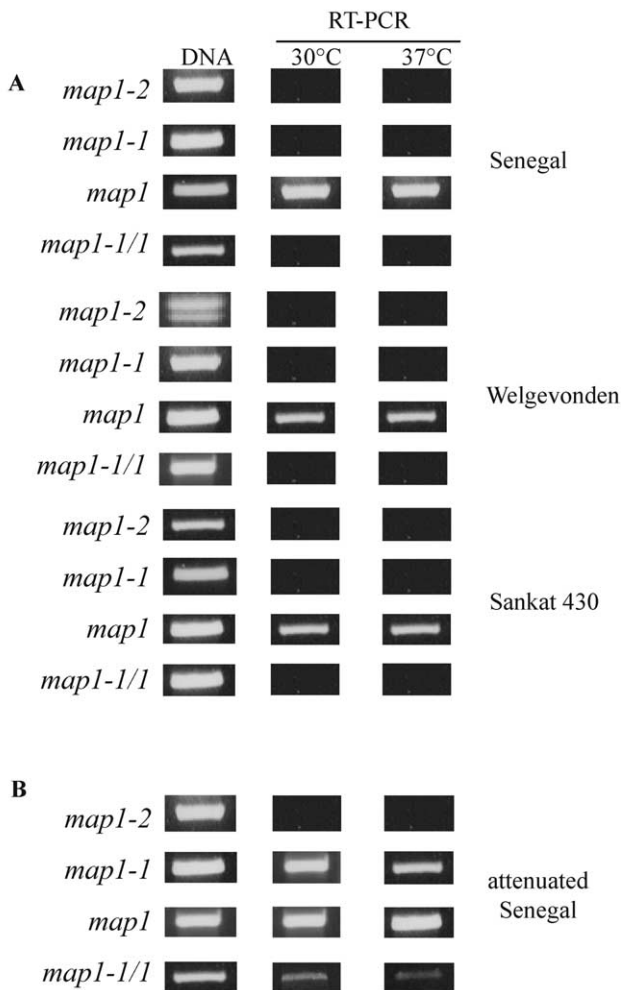 RT-PCR
DNA 30°C 37°C
A
map1-2
map1-1
map1
map1-1/1
Senegal
map1-2
map1-1
map1
map1-1/1
Welgevonden
map1-2
map1-1
map1
map1-1/1
Sankat 430
B
map1-2
map1-1
map1
map1-1/1
attenuated
Senegal